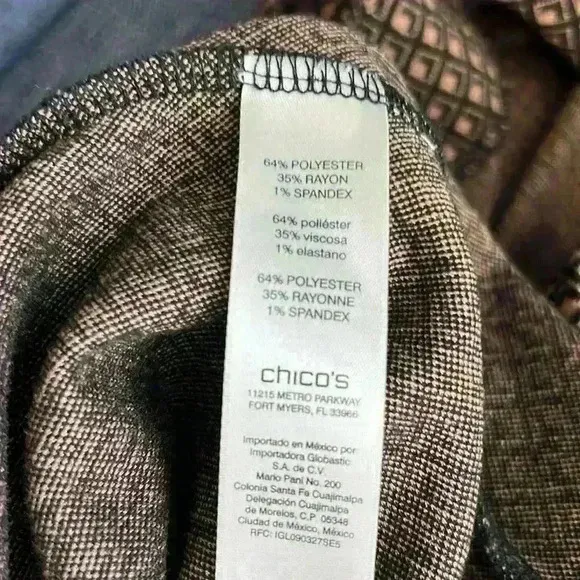 64% POLYESTER
35% RAYON
1% SPANDEX
64% poliéster
35% viscosa
1% elastano
64% POLYESTER
35% RAYONNE
1% SPANDEX
chico's
11215 METRO PARKWAY
FORT MYERS, FL 33966
Importado en México por
Importadora Globastic
S.A. de C.V.
Mario Pani No. 200
Colonia Santa Fe Cuajimalpa
Delegación Cuajimalpa
de Morelos, C.P. 05348
Ciudad de México, México
RFC: IGL090327SE5